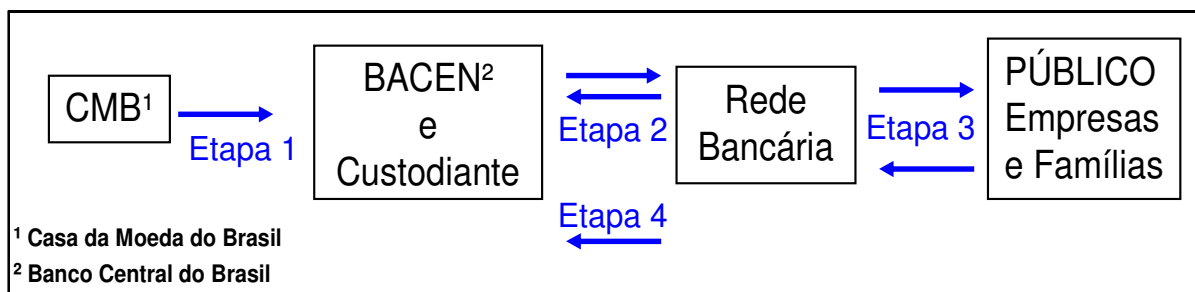 CMB¹
Etapa 1
BACEN²
e
Custodiante
Etapa 2
Rede
Bancária
Etapa 3
PÚBLICO
Empresas
e Famílias
Etapa 4
¹ Casa da Moeda do Brasil
² Banco Central do Brasil